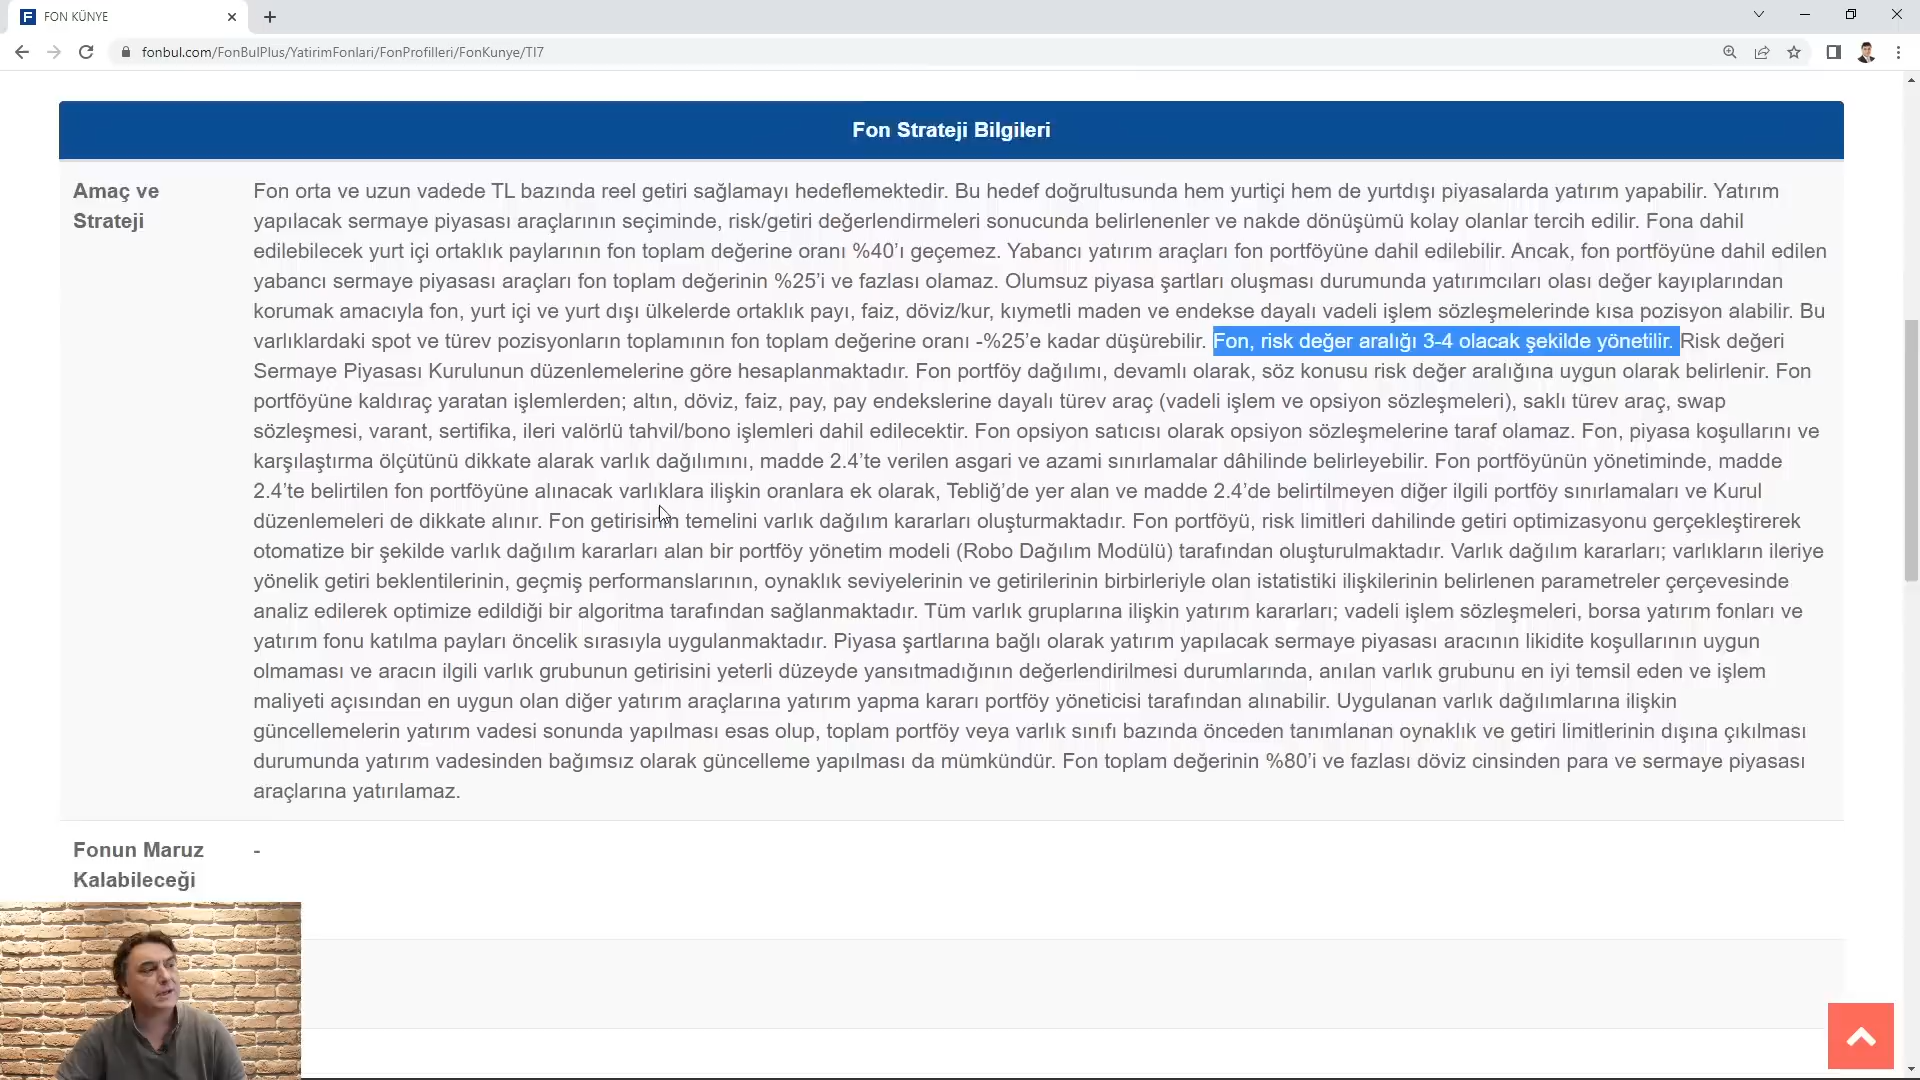 FON KÜNYE
fonbul.com/FonBulPlus/YatirimFonlari/FonProfilleri/FonKunye/TI7
Fon Strateji Bilgileri
Amaç ve
Strateji
Fon orta ve uzun vadede TL bazında reel getiri sağlamayı hedeflemektedir. Bu hedef doğrultusunda hem yurtiçi hem de yurtdışı piyasalarda yatırım yapabilir. Yatırım
yapılacak sermaye piyasası araçlarının seçiminde, risk/getiri değerlendirmeleri sonucunda belirlenenler ve nakde dönüşümü kolay olanlar tercih edilir. Fona dahil
edilebilecek yurt içi ortaklık paylarının fon toplam değerine oranı %40’ı geçemez. Yabancı yatırım araçları fon portföyüne dahil edilebilir. Ancak, fon portföyüne dahil edilen
yabancı sermaye piyasası araçları fon toplam değerinin %25’i ve fazlası olamaz. Olumsuz piyasa şartları oluşması durumunda yatırımcıları olası değer kayıplarından
korumak amacıyla fon, yurt içi ve yurt dışı ülkelerde ortaklık payı, faiz, döviz/kur, kıymetli maden ve endekse dayalı vadeli işlem sözleşmelerinde kısa pozisyon alabilir. Bu
varlıklardaki spot ve türev pozisyonların toplamının fon toplam değerine oranı -%25’e kadar düşürebilir. Fon, risk değer aralığı 3-4 olacak şekilde yönetilir. Risk değeri
Sermaye Piyasası Kurulunun düzenlemelerine göre hesaplanmaktadır. Fon portföy dağılımı, devamlı olarak, söz konusu risk değer aralığına uygun olarak belirlenir. Fon
portföyüne kaldıraç yaratan işlemlerden; altın, döviz, faiz, pay, pay endekslerine dayalı türev araç (vadeli işlem ve opsiyon sözleşmeleri), saklı türev araç, swap
sözleşmesi, varant, sertifika, ileri valörlü tahvil/bono işlemleri dahil edilecektir. Fon opsiyon satıcısı olarak opsiyon sözleşmelerine taraf olamaz. Fon, piyasa koşullarını ve
karşılaştırma ölçütünü dikkate alarak varlık dağılımını, madde 2.4’te verilen asgari ve azami sınırlamalar dâhilinde belirleyebilir. Fon portföyünün yönetiminde, madde
2.4’te belirtilen fon portföyüne alınacak varlıklara ilişkin oranlara ek olarak, Tebliğ’de yer alan ve madde 2.4’de belirtilmeyen diğer ilgili portföy sınırlamaları ve Kurul
düzenlemeleri de dikkate alınır. Fon getirisinin temelini varlık dağılım kararları oluşturmaktadır. Fon portföyü, risk limitleri dahilinde getiri optimizasyonu gerçekleştirerek
otomatize bir şekilde varlık dağılım kararları alan bir portföy yönetim modeli (Robo Dağılım Modülü) tarafından oluşturulmaktadır. Varlık dağılım kararları; varlıkların ileriye
yönelik getiri beklentilerinin, geçmiş performanslarının, oynaklık seviyelerinin ve getirilerinin birbirleriyle olan istatistiki ilişkilerinin belirlenen parametreler çerçevesinde
analiz edilerek optimize edildiği bir algoritma tarafından sağlanmaktadır. Tüm varlık gruplarına ilişkin yatırım kararları; vadeli işlem sözleşmeleri, borsa yatırım fonları ve
yatırım fonu katılma payları öncelik sırasıyla uygulanmaktadır. Piyasa şartlarına bağlı olarak yatırım yapılacak sermaye piyasası aracının likidite koşullarının uygun
olmaması ve aracın ilgili varlık grubunun getirisini yeterli düzeyde yansıtmadığının değerlendirilmesi durumlarında, anılan varlık grubunu en iyi temsil eden ve işlem
maliyeti açısından en uygun olan diğer yatırım araçlarına yatırım yapma kararı portföy yöneticisi tarafından alınabilir. Uygulanan varlık dağılımlarına ilişkin
güncellemelerin yatırım vadesi sonunda yapılması esas olup, toplam portföy veya varlık sınıfı bazında önceden tanımlanan oynaklık ve getiri limitlerinin dışına çıkılması
durumunda yatırım vadesinden bağımsız olarak güncelleme yapılması da mümkündür. Fon toplam değerinin %80’i ve fazlası döviz cinsinden para ve sermaye piyasası
araçlarına yatırılamaz.
Fonun Maruz
Kalabileceği
-